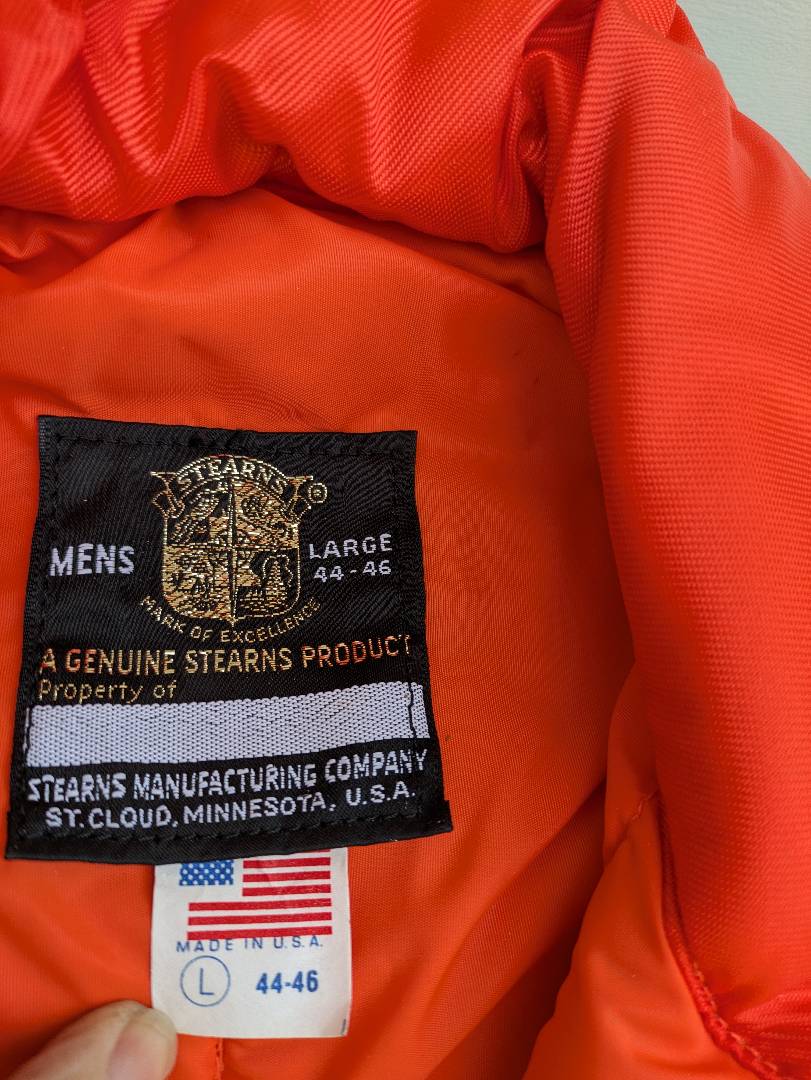 STEARNS ®
MENS
LARGE
44-46
MARK OF EXCELLENCE
A GENUINE STEARNS PRODUCT
Property of
STEARNS MANUFACTURING COMPANY
ST. CLOUD, MINNESOTA, U.S.A.
MADE IN U.S.A.
L 44-46